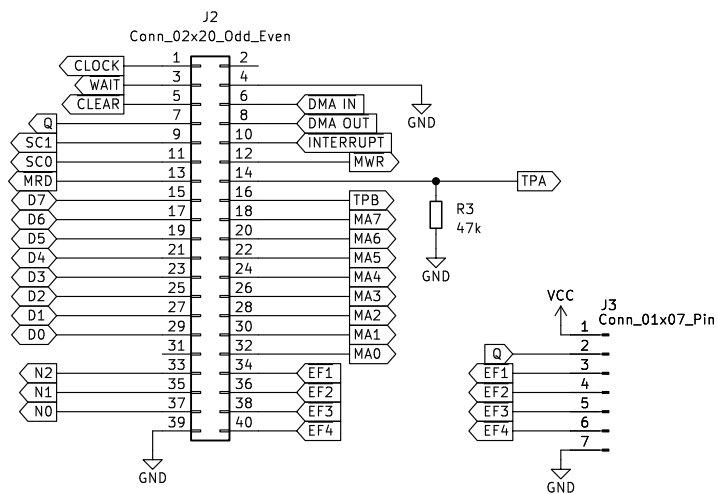 J2
Conn_02x20_Odd_Even
CLOCK 1 2
WAIT 3 4
CLEAR 5 6 DMA IN
GND
Q 7 8 DMA OUT
SC1 9 10 INTERRUPT
SC0 11 12 MWR
MRD 13 14 TPA
D7 15 16 TPB
R3
D6 17 18 MA7
47k
D5 19 20 MA6
D4 21 22 MA5
GND
D3 23 24 MA4
D2 25 26 MA3
VCC
J3
D1 27 28 MA2
Conn_01x07_Pin
D0 29 30 MA1
1
31 32 MA0
Q 2
N2 33 34 EF1
EF1 3
N1 35 36 EF2
EF2 4
N0 37 38 EF3
EF3 5
39 40 EF4
EF4 6
7
GND
GND